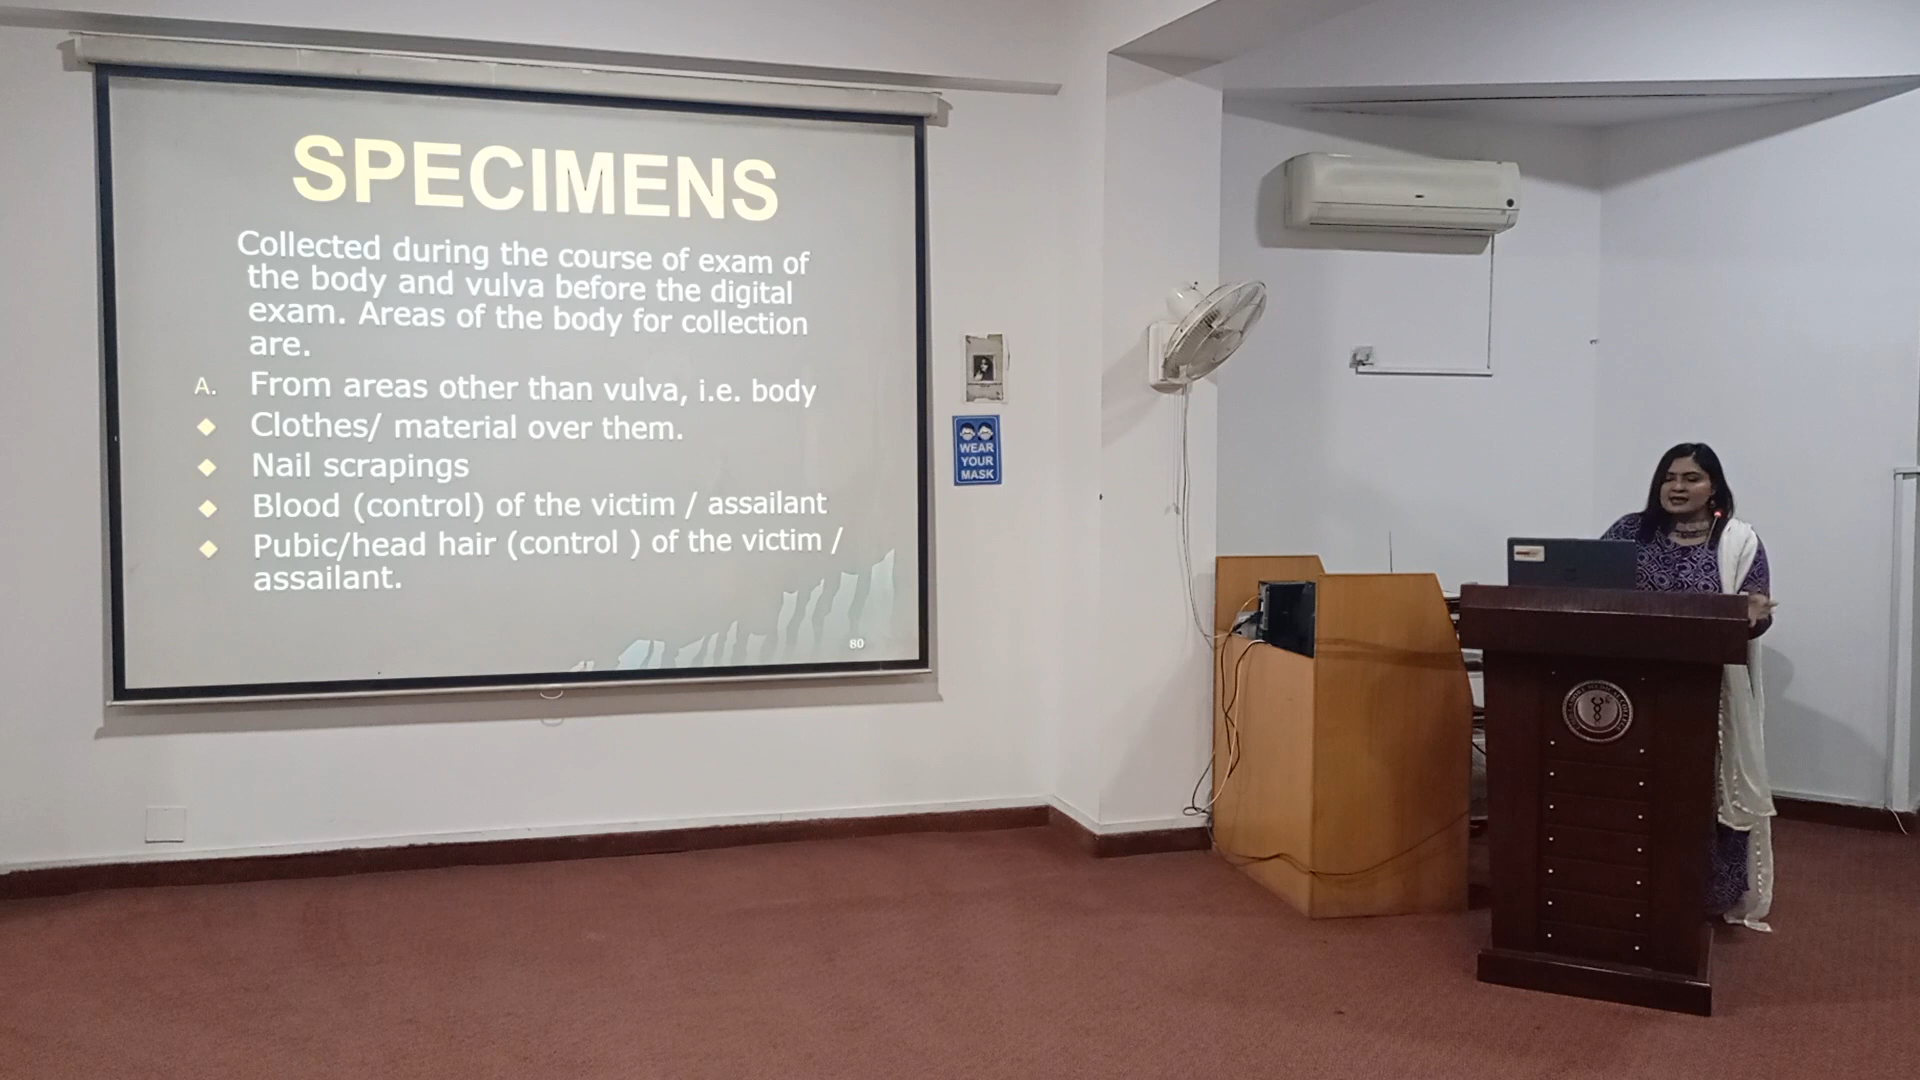 SPECIMENS
Collected during the course of exam of
the body and vulva before the digital
exam. Areas of the body for collection
are.
A. From areas other than vulva, i.e. body
Clothes/ material over them.
Nail scrapings
Blood (control) of the victim / assailant
Pubic/head hair (control ) of the victim /
assailant.
80
WEAR
YOUR
MASK